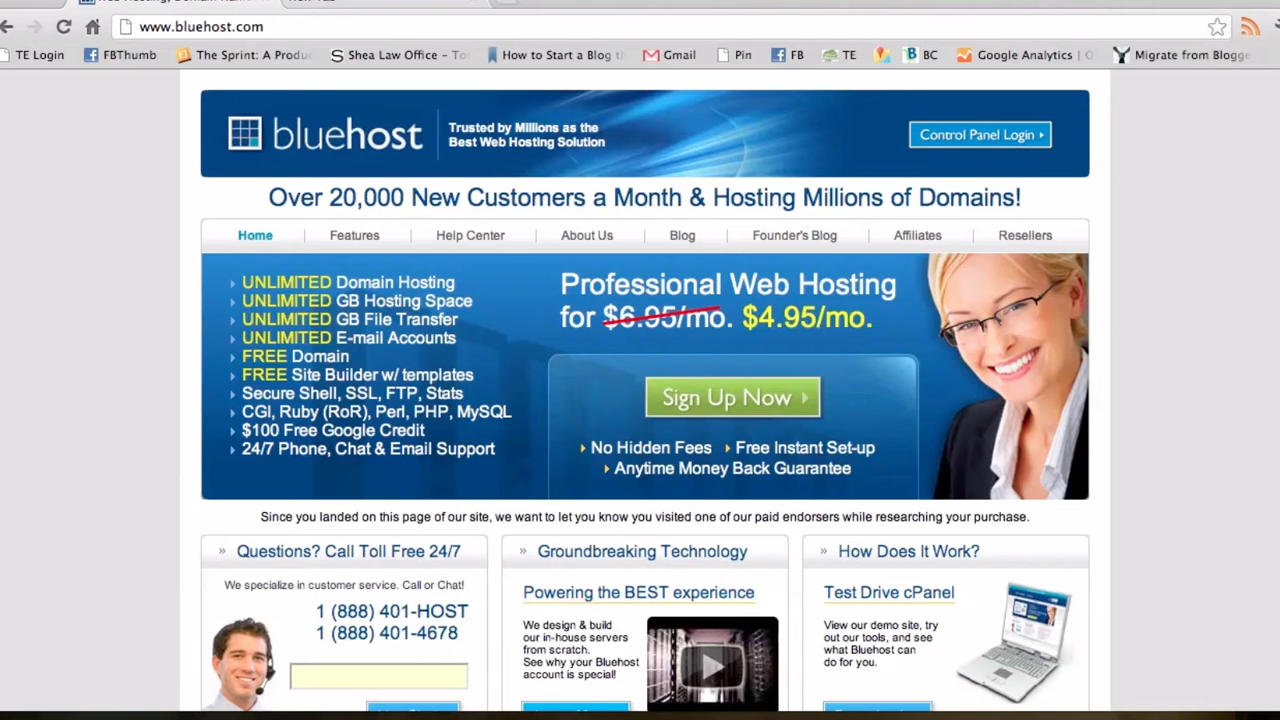 www.bluehost.com
TE Login
FBThumb
The Sprint: A Produc
Shea Law Office – To
How to Start a Blog th
Gmail
Pin
FB
TE
BC
Google Analytics | O
Migrate from Blogge
bluehost
Trusted by Millions as the
Best Web Hosting Solution
Control Panel Login
Over 20,000 New Customers a Month & Hosting Millions of Domains!
Home
Features
Help Center
About Us
Blog
Founder's Blog
Affiliates
Resellers
UNLIMITED Domain Hosting
UNLIMITED GB Hosting Space
UNLIMITED GB File Transfer
UNLIMITED E-mail Accounts
FREE Domain
FREE Site Builder w/ templates
Secure Shell, SSL, FTP, Stats
CGI, Ruby (RoR), Perl, PHP, MySQL
$100 Free Google Credit
24/7 Phone, Chat & Email Support
Professional Web Hosting
for $6.95/mo. $4.95/mo.
Sign Up Now
No Hidden Fees
Free Instant Set-up
Anytime Money Back Guarantee
Since you landed on this page of our site, we want to let you know you visited one of our paid endorsers while researching your purchase.
» Questions? Call Toll Free 24/7
We specialize in customer service. Call or Chat!
1 (888) 401-HOST
1 (888) 401-4678
» Groundbreaking Technology
Powering the BEST experience
We design & build
our in-house servers
from scratch.
See why your Bluehost
account is special!
» How Does It Work?
Test Drive cPanel
View our demo site, try
out our tools, and see
what Bluehost can
do for you.